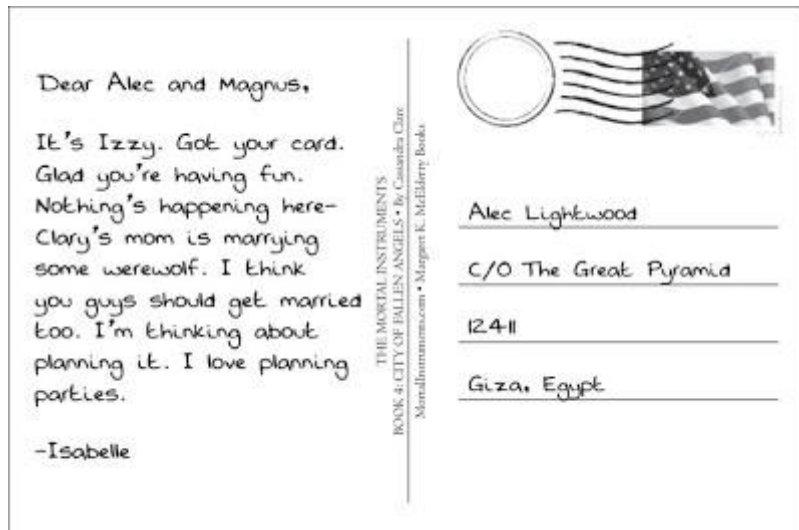 Dear Alec and Magnus,
It's Izzy. Got your card.
Glad you're having fun.
Nothing's happening here-
Clary's mom is marrying
some werewolf. I think
you guys should get married
too. I'm thinking about
planning it. I love planning
parties.
-Isabelle
THE MORTAL INSTRUMENTS
BOOK 4: CITY OF FALLEN ANGELS • By Cassandra Clare
MortalInstruments.com • Margaret K. McElderry Books
Alec Lightwood
C/O The Great Pyramid
12411
Giza, Egypt